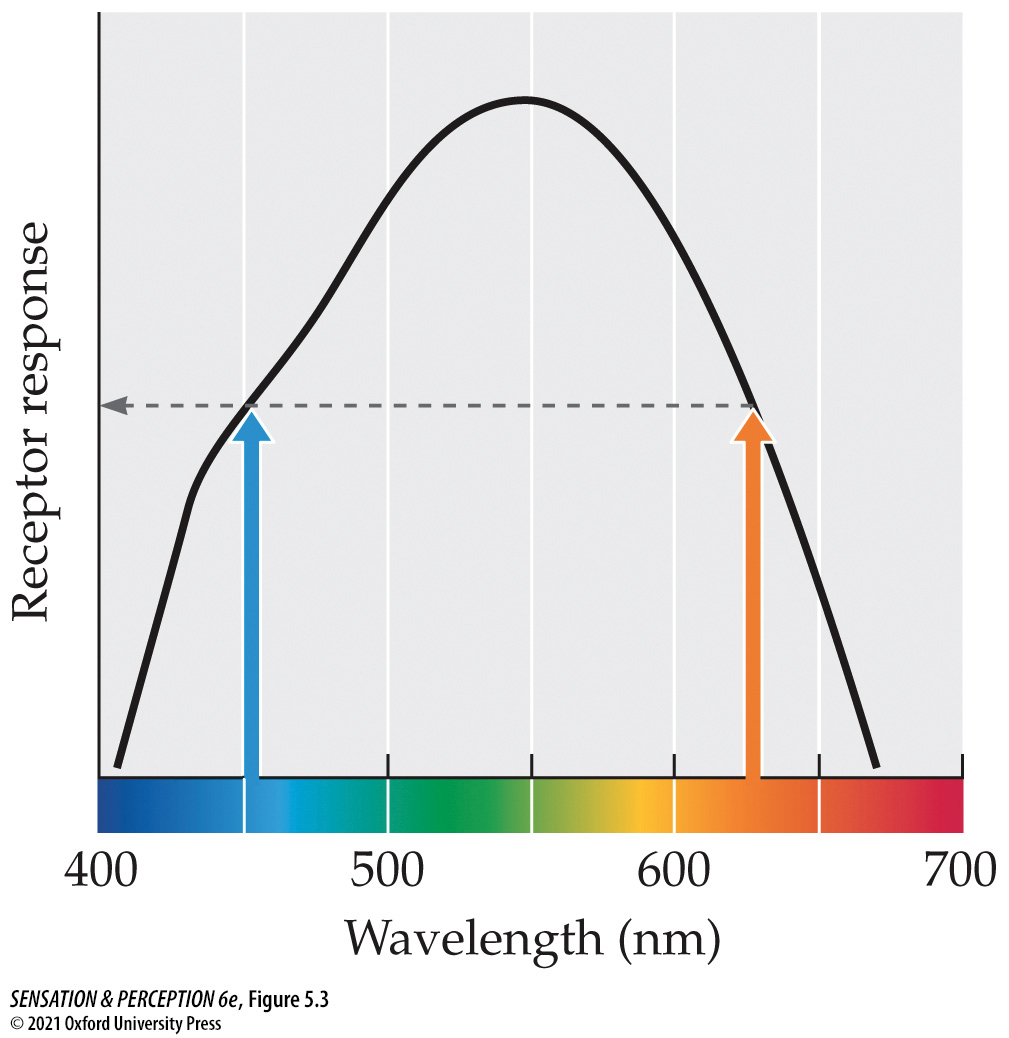 Receptor response
400 500 600 700
Wavelength (nm)
SENSATION & PERCEPTION 6e, Figure 5.3
© 2021 Oxford University Press